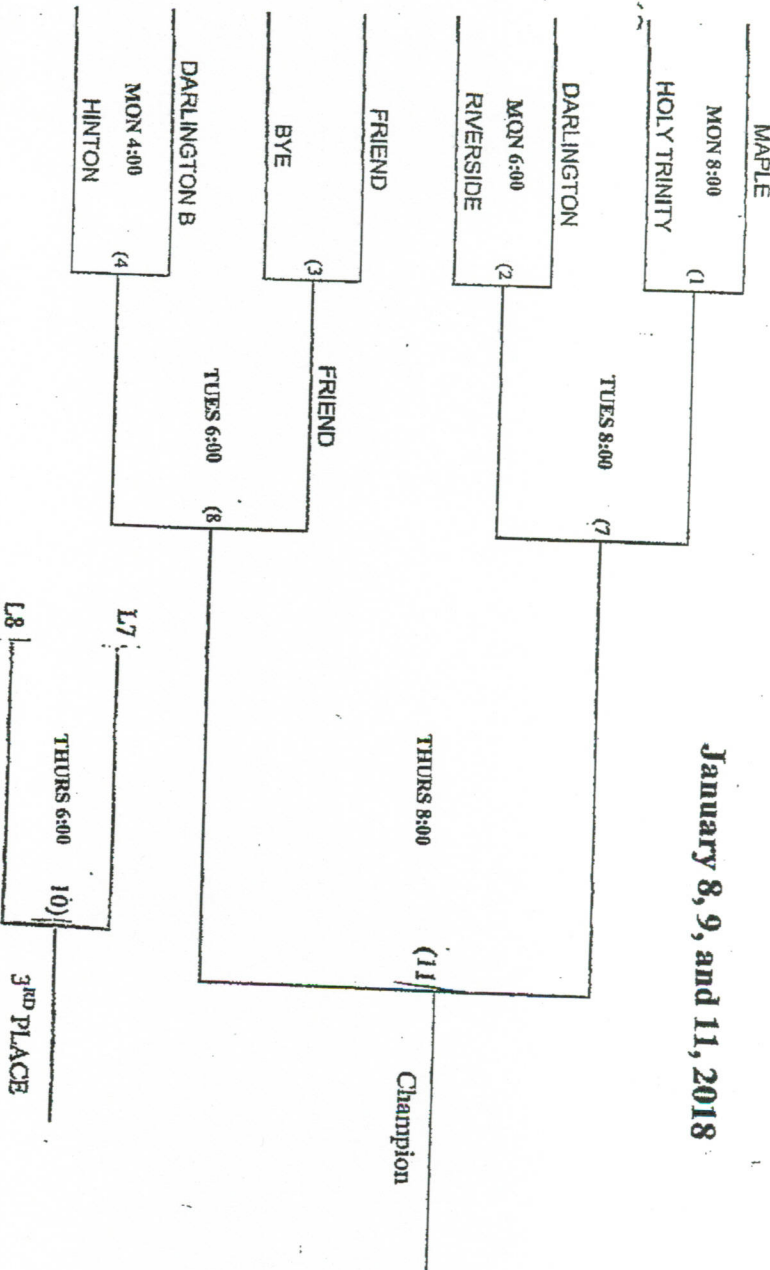 January 8, 9, and 11, 2018
MAPLE
MON 8:00
(1
HOLY TRINITY
TUES 8:00
(7
DARLINGTON
MON 6:00
(2
RIVERSIDE
THURS 8:00
(11
Champion
FRIEND
(3
BYE
FRIEND
TUES 6:00
(8
DARLINGTON B
MON 4:00
(4
HINTON
L7
THURS 6:00
10)
3RD PLACE
L8